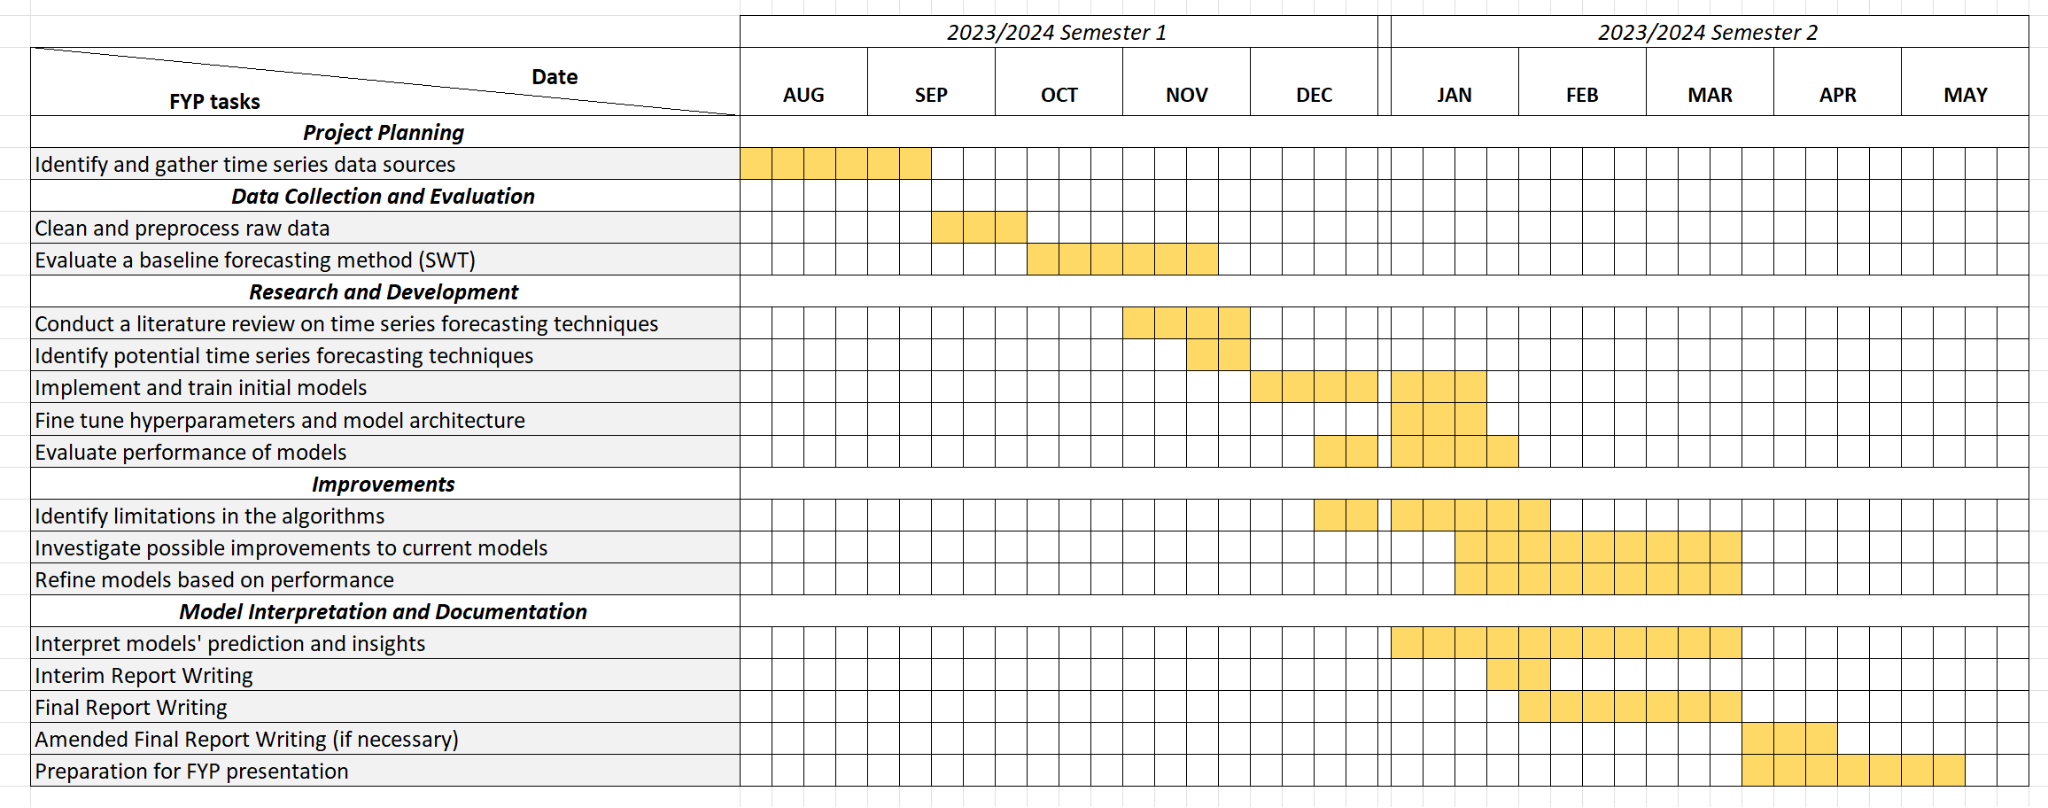 2023/2024 Semester 1 2023/2024 Semester 2
Date
FYP tasks
AUG SEP OCT NOV DEC JAN FEB MAR APR MAY
Project Planning
Identify and gather time series data sources
Data Collection and Evaluation
Clean and preprocess raw data
Evaluate a baseline forecasting method (SWT)
Research and Development
Conduct a literature review on time series forecasting techniques
Identify potential time series forecasting techniques
Implement and train initial models
Fine tune hyperparameters and model architecture
Evaluate performance of models
Improvements
Identify limitations in the algorithms
Investigate possible improvements to current models
Refine models based on performance
Model Interpretation and Documentation
Interpret models' prediction and insights
Interim Report Writing
Final Report Writing
Amended Final Report Writing (if necessary)
Preparation for FYP presentation